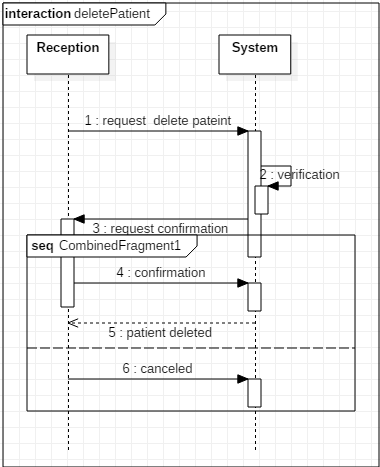 interaction deletePatient
Reception
System
1 : request delete pateint
2 : verification
3 : request confirmation
seq CombinedFragment1
4 : confirmation
5 : patient deleted
6 : canceled